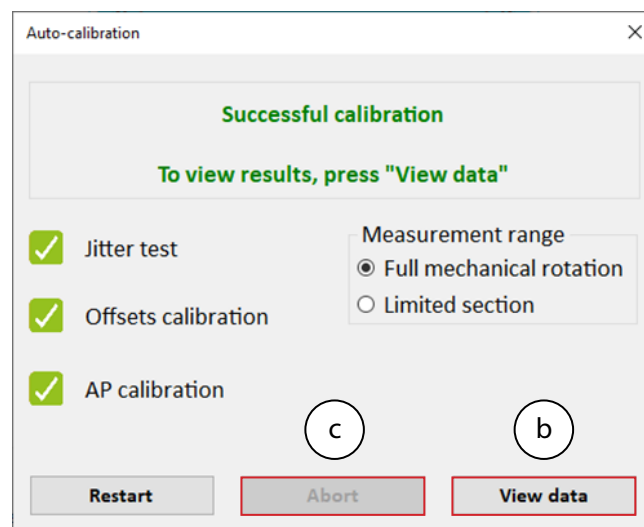 Auto-calibration
Successful calibration
To view results, press "View data"
Jitter test
Offsets calibration
AP calibration
Measurement range
Full mechanical rotation
Limited section
c
b
Restart
Abort
View data